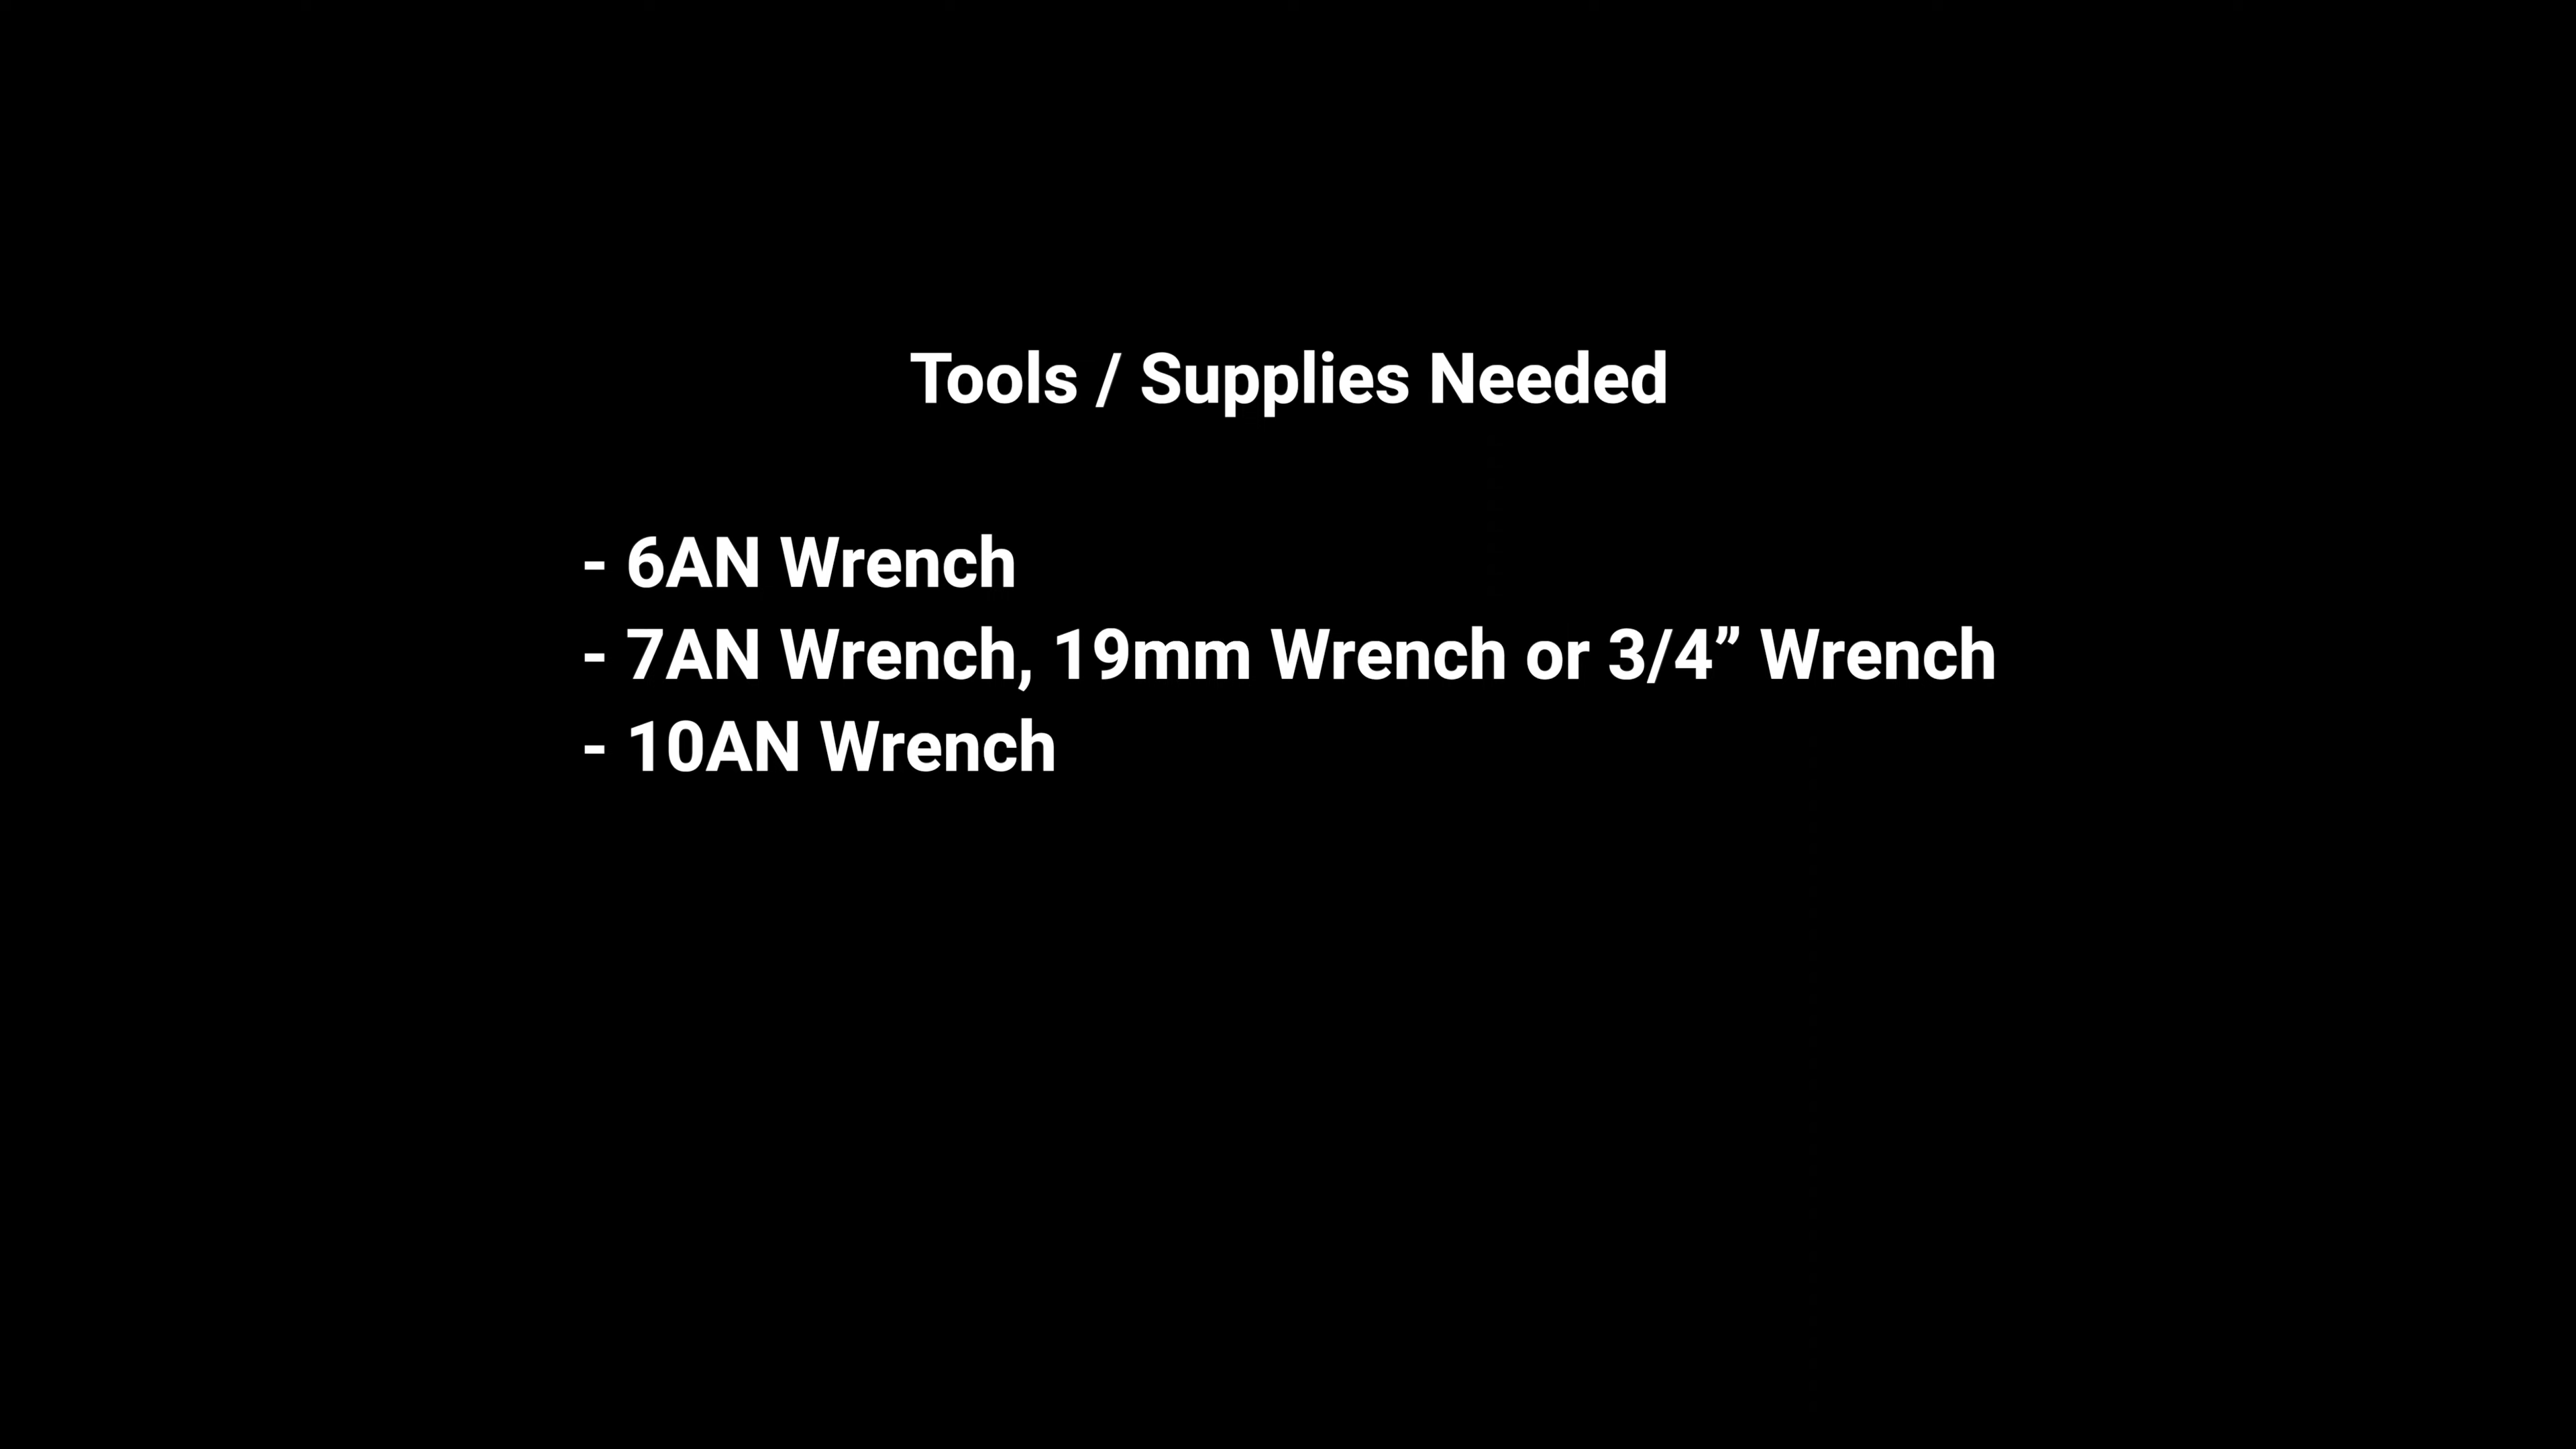 Tools / Supplies Needed
- 6AN Wrench
- 7AN Wrench, 19mm Wrench or 3/4” Wrench
- 10AN Wrench